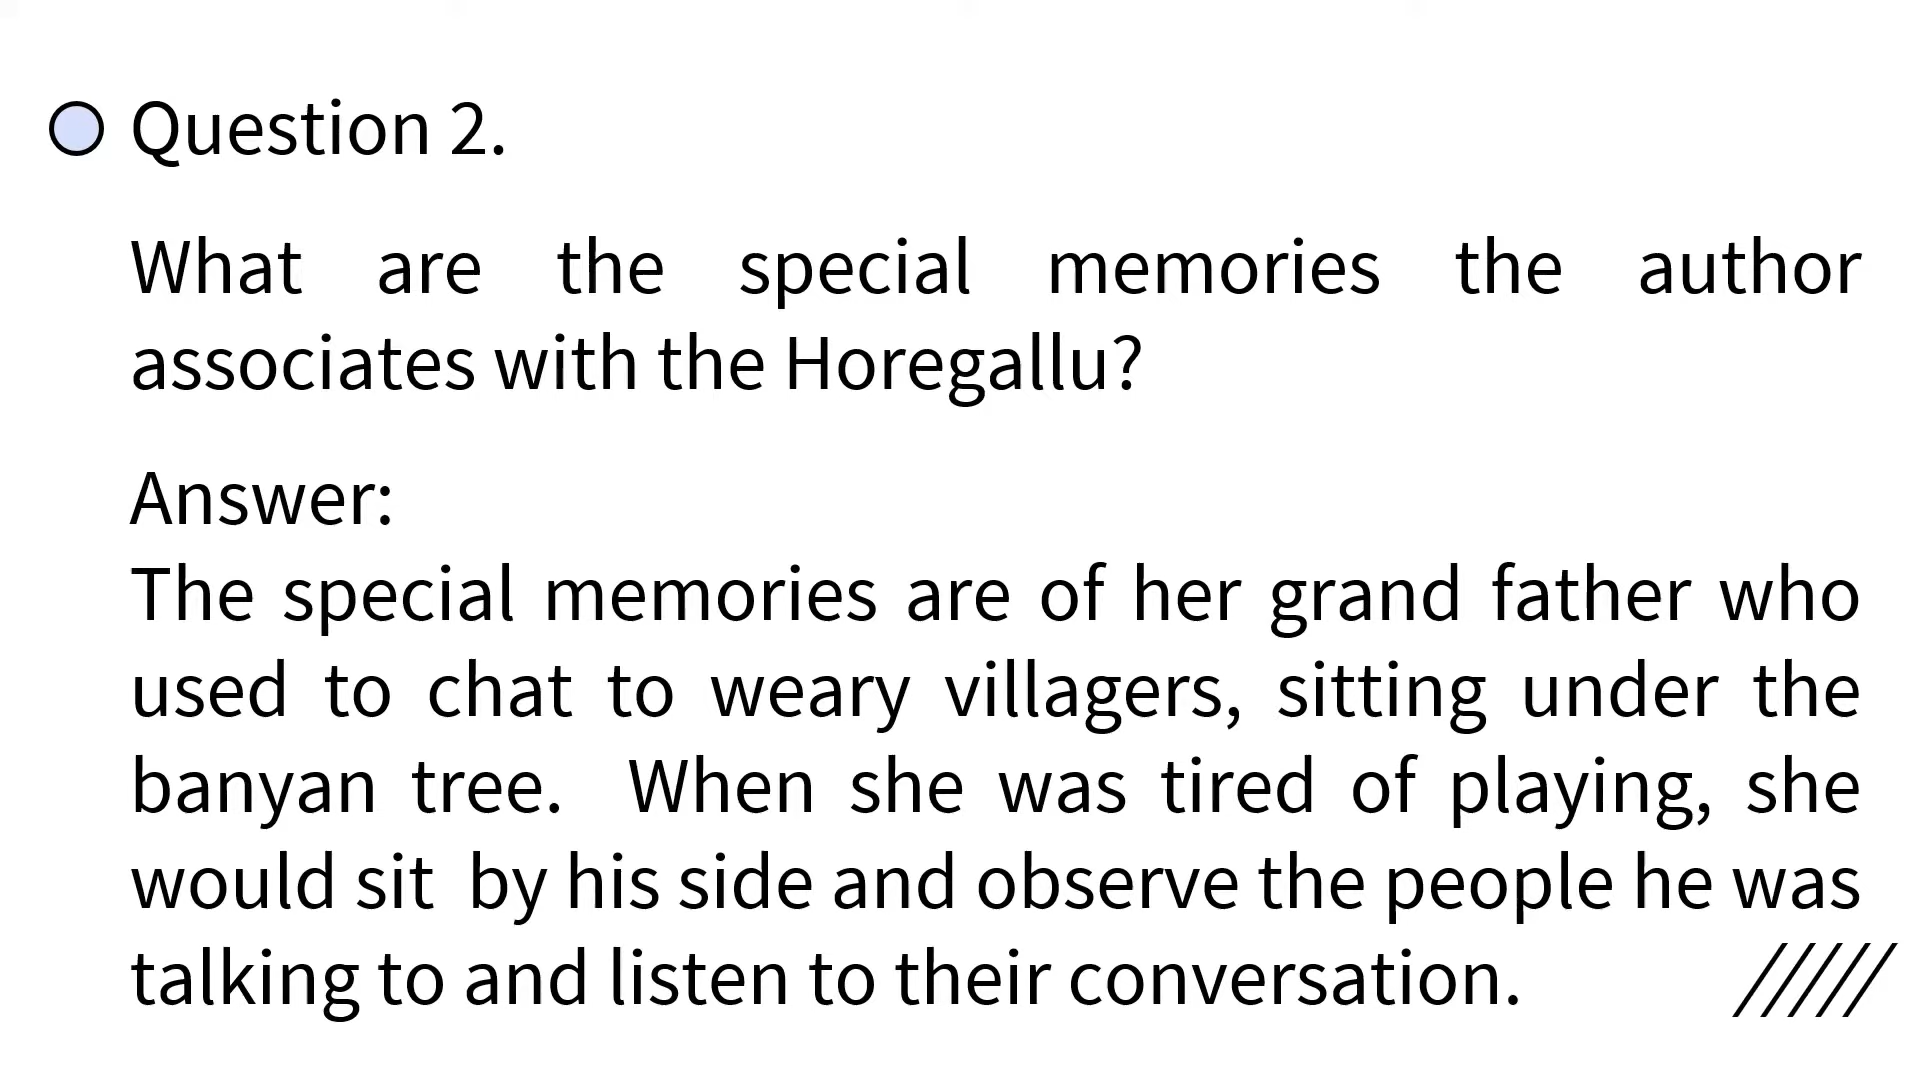 Question 2.
What are the special memories the author
associates with the Horegallu?
Answer:
The special memories are of her grand father who
used to chat to weary villagers, sitting under the
banyan tree.  When she was tired of playing, she
would sit  by his side and observe the people he was
talking to and listen to their conversation.